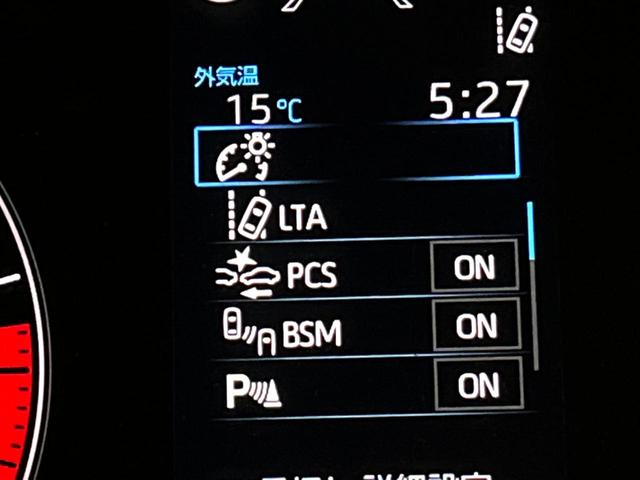 外気温
15℃
5:27
LTA
PCS ON
BSM ON
P ON